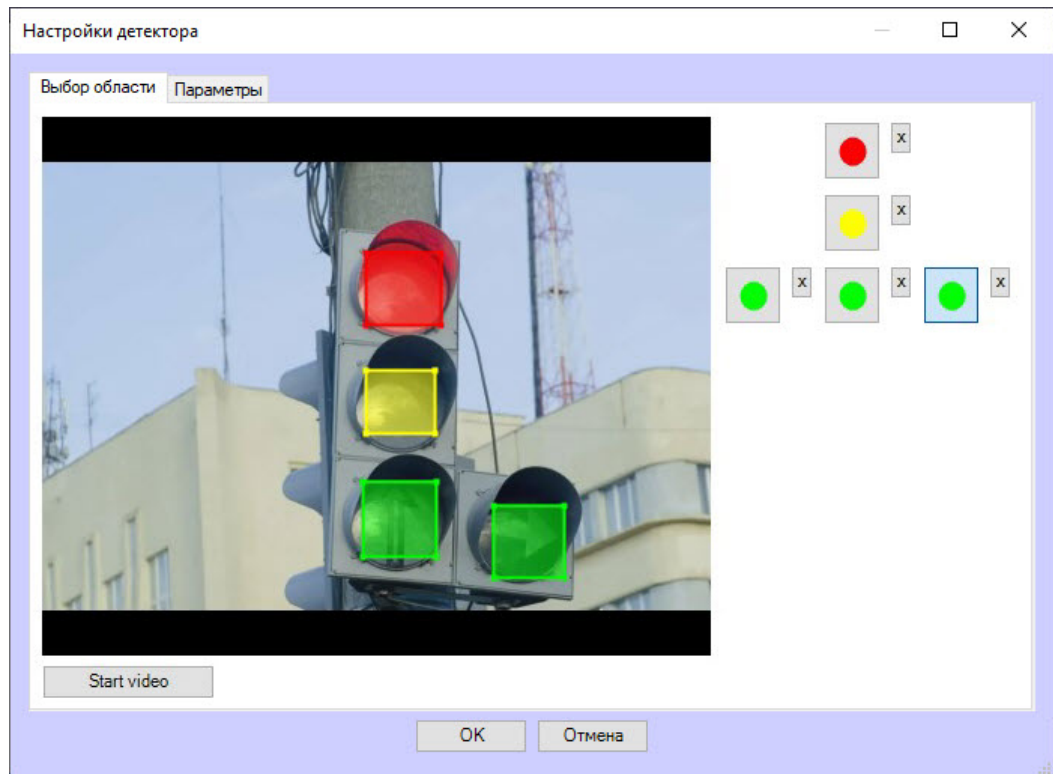 Настройки детектора
Выбор области Параметры
x
x
x x x
Start video
OK Отмена